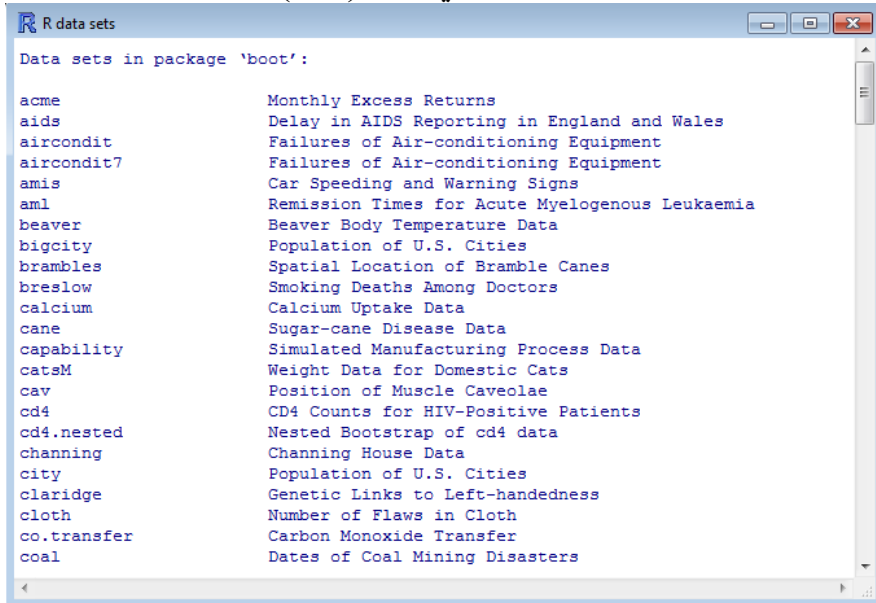 R data sets
Data sets in package ‘boot’:
acme Monthly Excess Returns
aids Delay in AIDS Reporting in England and Wales
aircondit Failures of Air-conditioning Equipment
aircondit7 Failures of Air-conditioning Equipment
amis Car Speeding and Warning Signs
aml Remission Times for Acute Myelogenous Leukaemia
beaver Beaver Body Temperature Data
bigcity Population of U.S. Cities
brambles Spatial Location of Bramble Canes
breslow Smoking Deaths Among Doctors
calcium Calcium Uptake Data
cane Sugar-cane Disease Data
capability Simulated Manufacturing Process Data
catsM Weight Data for Domestic Cats
cav Position of Muscle Caveolae
cd4 CD4 Counts for HIV-Positive Patients
cd4.nested Nested Bootstrap of cd4 data
channing Channing House Data
city Population of U.S. Cities
claridge Genetic Links to Left-handedness
cloth Number of Flaws in Cloth
co.transfer Carbon Monoxide Transfer
coal Dates of Coal Mining Disasters